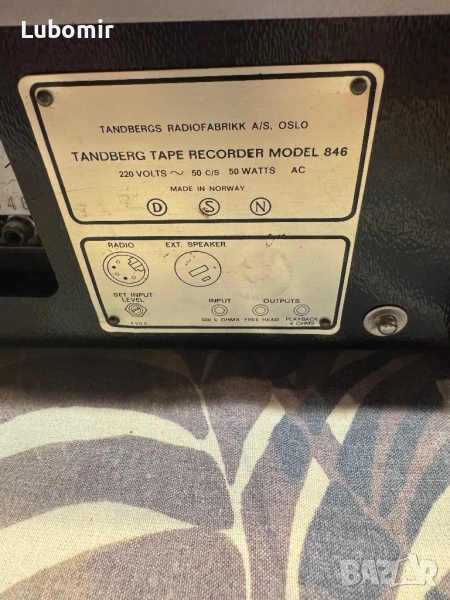 Lubomir
TANDBERGS RADIOFABRIKK A/S, OSLO
TANDBERG TAPE RECORDER MODEL 846
220 VOLTS ~ 50 C/S 50 WATTS AC
MADE IN NORWAY
D S N
RADIO EXT. SPEAKER
SET INPUT
LEVEL
INPUT OUTPUTS
500 k OHMS FREE HEAD PLAYBACK
4 OHMS
BAZAR